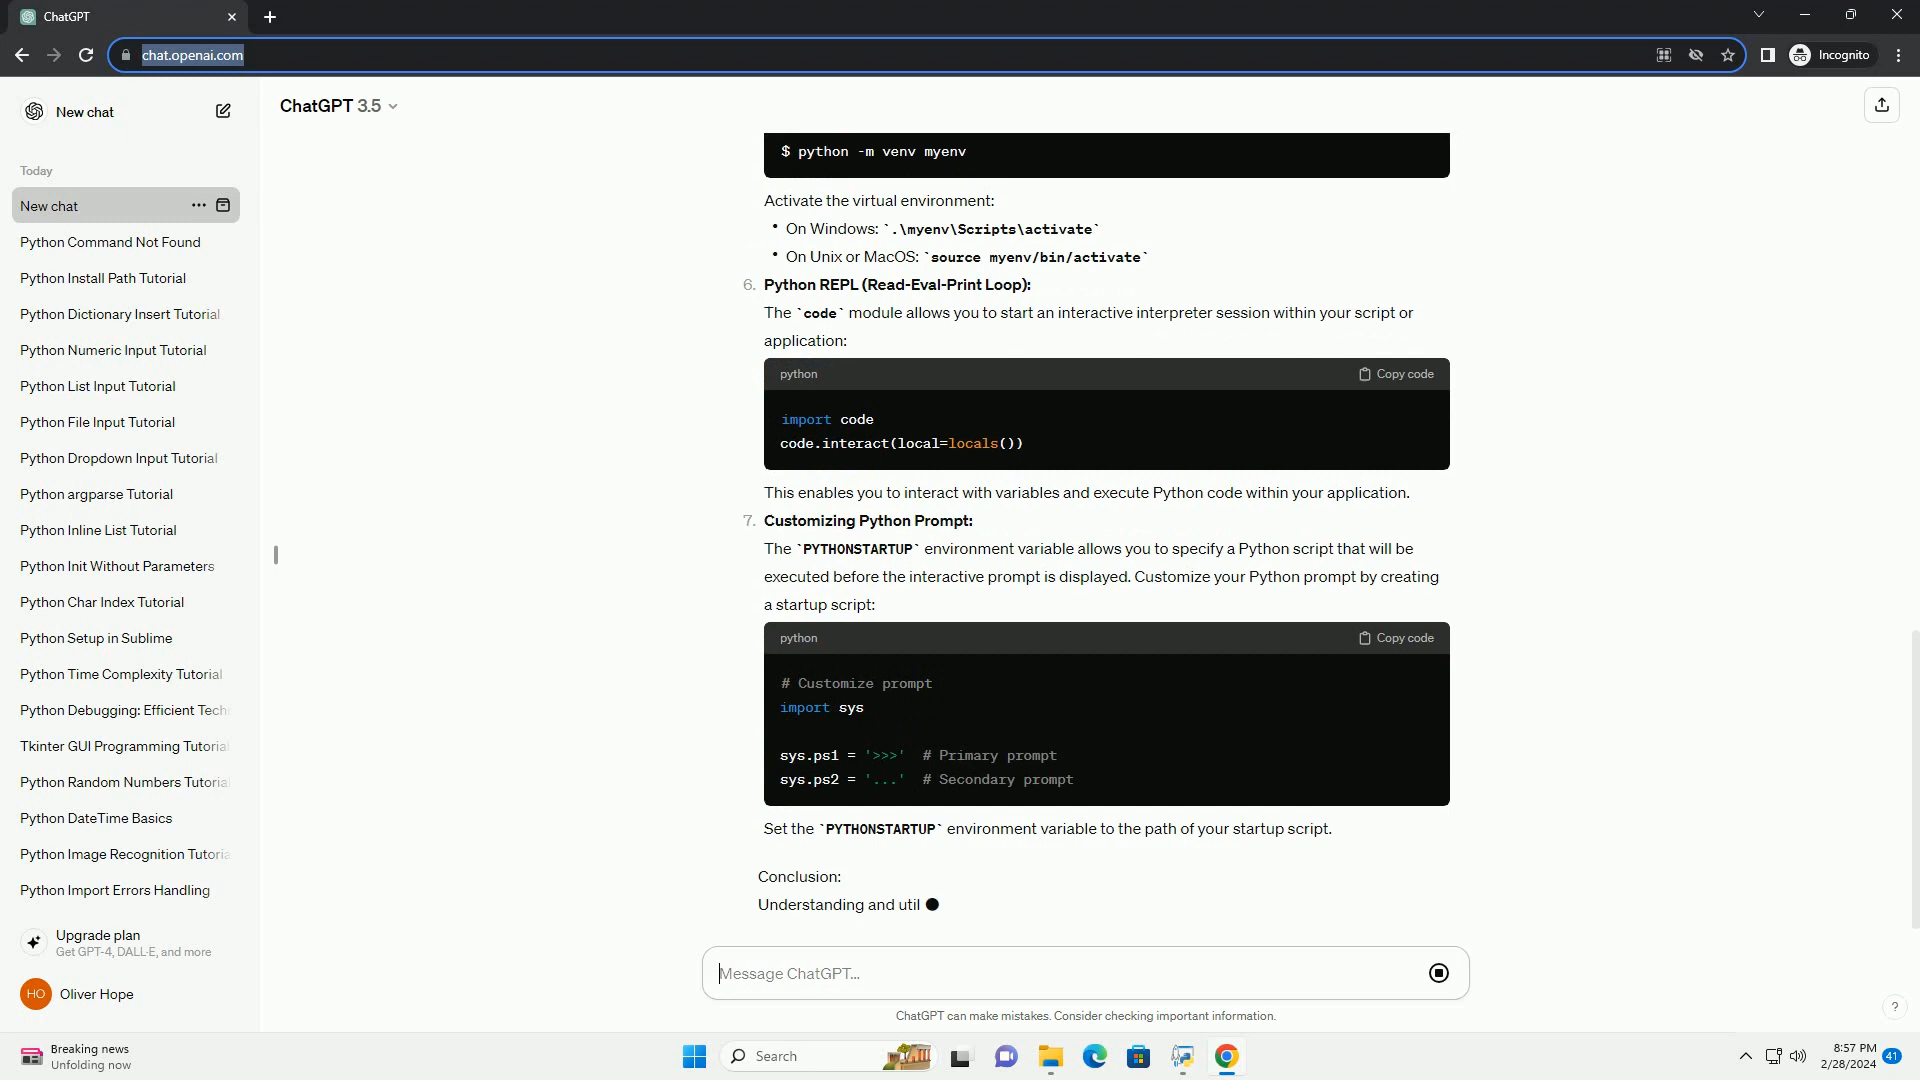 ChatGPT
chat.openai.com
Incognito
New chat
Today
New chat
Python Command Not Found
Python Install Path Tutorial
Python Dictionary Insert Tutorial
Python Numeric Input Tutorial
Python List Input Tutorial
Python File Input Tutorial
Python Dropdown Input Tutorial
Python argparse Tutorial
Python Inline List Tutorial
Python Init Without Parameters
Python Char Index Tutorial
Python Setup in Sublime
Python Time Complexity Tutorial
Python Debugging: Efficient Tech
Tkinter GUI Programming Tutorial
Python Random Numbers Tutorial
Python DateTime Basics
Python Image Recognition Tutoria
Python Import Errors Handling
Upgrade plan
Get GPT-4, DALL·E, and more
HO Oliver Hope
ChatGPT 3.5
$ python -m venv myenv
Activate the virtual environment:
• On Windows: `.\myenv\Scripts\activate`
• On Unix or MacOS: `source myenv/bin/activate`
6. Python REPL (Read-Eval-Print Loop):
The `code` module allows you to start an interactive interpreter session within your script or
application:
python Copy code
import code
code.interact(local=locals())
This enables you to interact with variables and execute Python code within your application.
7. Customizing Python Prompt:
The `PYTHONSTARTUP` environment variable allows you to specify a Python script that will be
executed before the interactive prompt is displayed. Customize your Python prompt by creating
a startup script:
python Copy code
# Customize prompt
import sys
sys.ps1 = '>>>' # Primary prompt
sys.ps2 = '...' # Secondary prompt
Set the `PYTHONSTARTUP` environment variable to the path of your startup script.
Conclusion:
Understanding and util
Message ChatGPT...
ChatGPT can make mistakes. Consider checking important information.
?
Breaking news
Unfolding now
Search
8:57 PM
2/28/2024
41